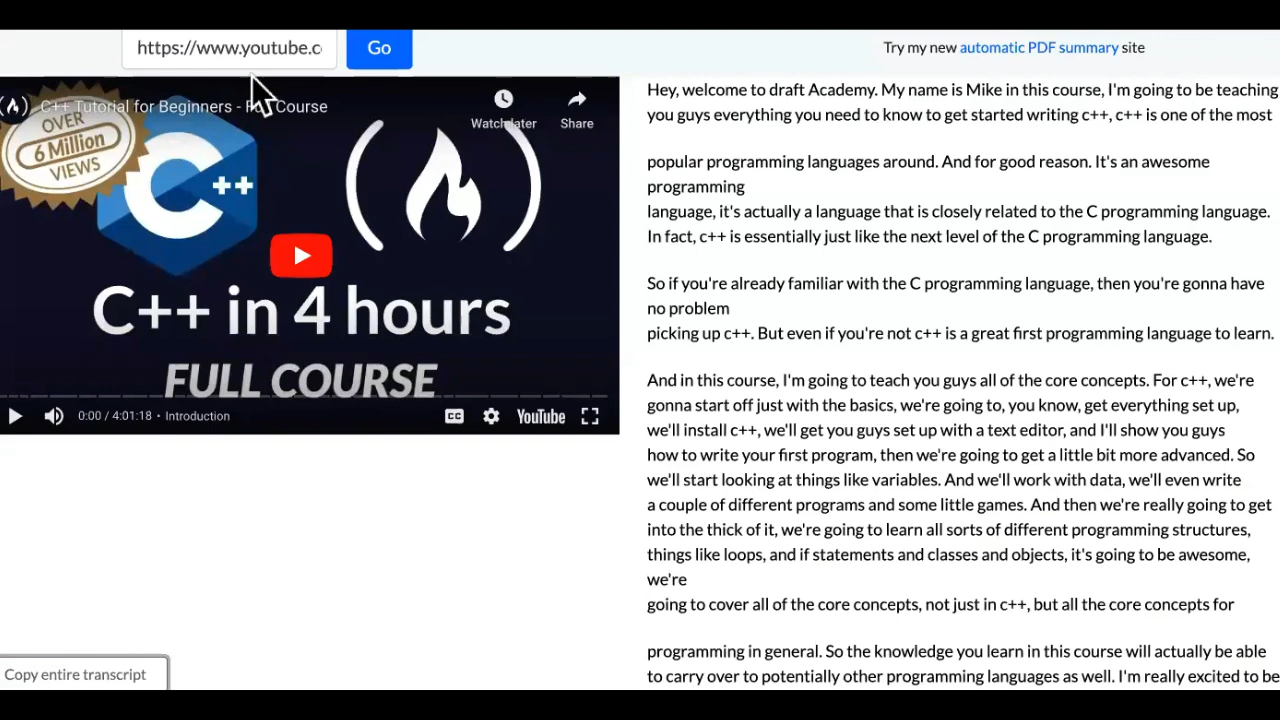 https://www.youtube.c
Go
Try my new automatic PDF summary site
C++ Tutorial for Beginners - Course
Watch later
Share
OVER
6 Million
VIEWS
C++
C++ in 4 hours
FULL COURSE
0:00 / 4:01:18 • Introduction
CC
YouTube
Copy entire transcript
Hey, welcome to draft Academy. My name is Mike in this course, I'm going to be teaching
you guys everything you need to know to get started writing c++, c++ is one of the most
popular programming languages around. And for good reason. It's an awesome
programming
language, it's actually a language that is closely related to the C programming language.
In fact, c++ is essentially just like the next level of the C programming language.
So if you're already familiar with the C programming language, then you're gonna have
no problem
picking up c++. But even if you're not c++ is a great first programming language to learn.
And in this course, I'm going to teach you guys all of the core concepts. For c++, we're
gonna start off just with the basics, we're going to, you know, get everything set up,
we'll install c++, we'll get you guys set up with a text editor, and I'll show you guys
how to write your first program, then we're going to get a little bit more advanced. So
we'll start looking at things like variables. And we'll work with data, we'll even write
a couple of different programs and some little games. And then we're really going to get
into the thick of it, we're going to learn all sorts of different programming structures,
things like loops, and if statements and classes and objects, it's going to be awesome,
we're
going to cover all of the core concepts, not just in c++, but all the core concepts for
programming in general. So the knowledge you learn in this course will actually be able
to carry over to potentially other programming languages as well. I'm really excited to be